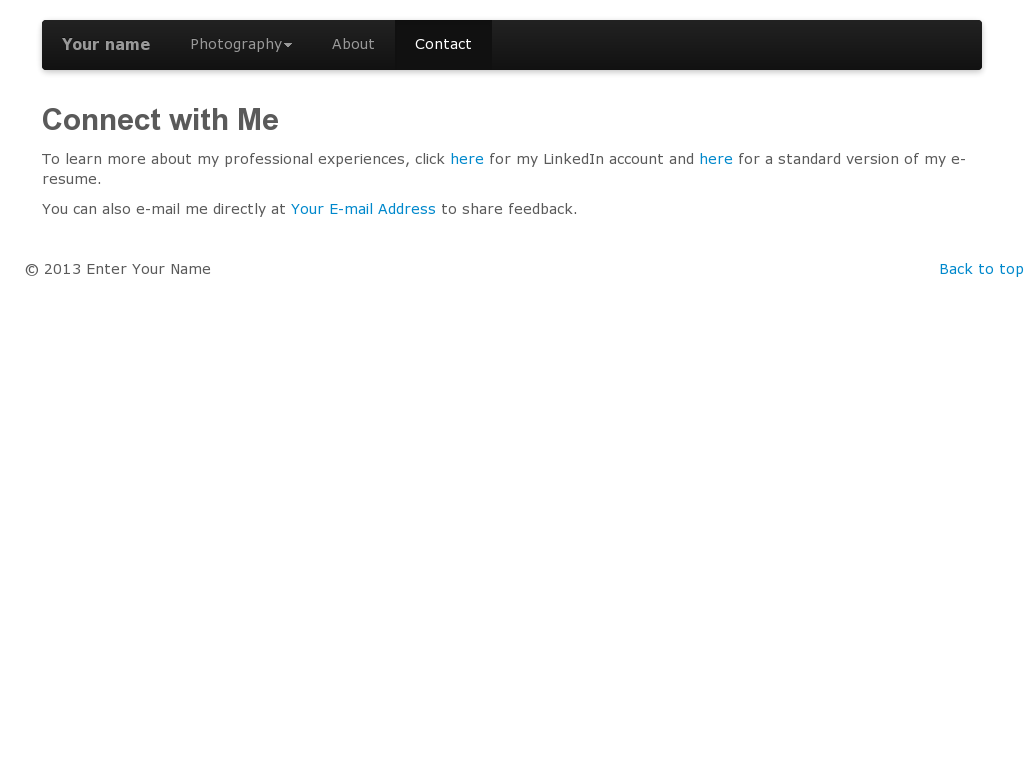 Your name Photography About Contact
Connect with Me
To learn more about my professional experiences, click here for my LinkedIn account and here for a standard version of my e-
resume.
You can also e-mail me directly at Your E-mail Address to share feedback.
© 2013 Enter Your Name Back to top